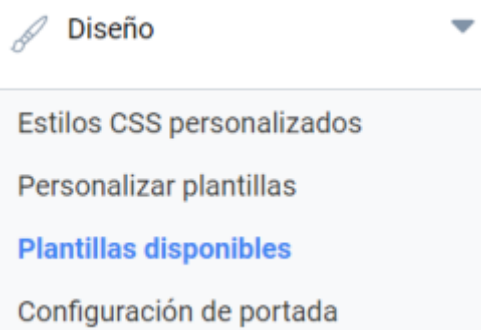 Diseño
Estilos CSS personalizados
Personalizar plantillas
Plantillas disponibles
Configuración de portada